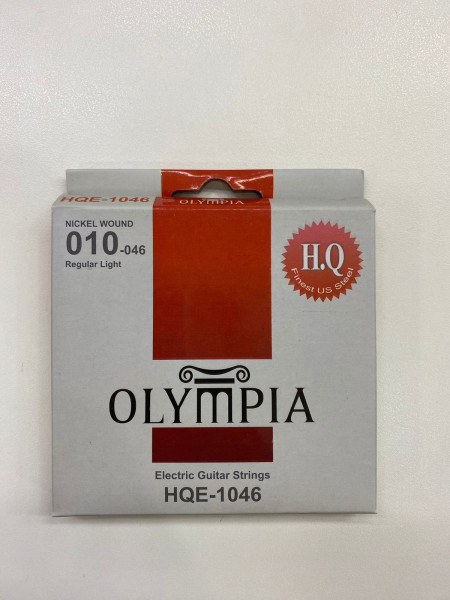 HQE-1046
OLYMPIA
NICKEL WOUND
010-046
Regular Light
H.Q
Finest US Steel
OLYMPIA
Electric Guitar Strings
HQE-1046